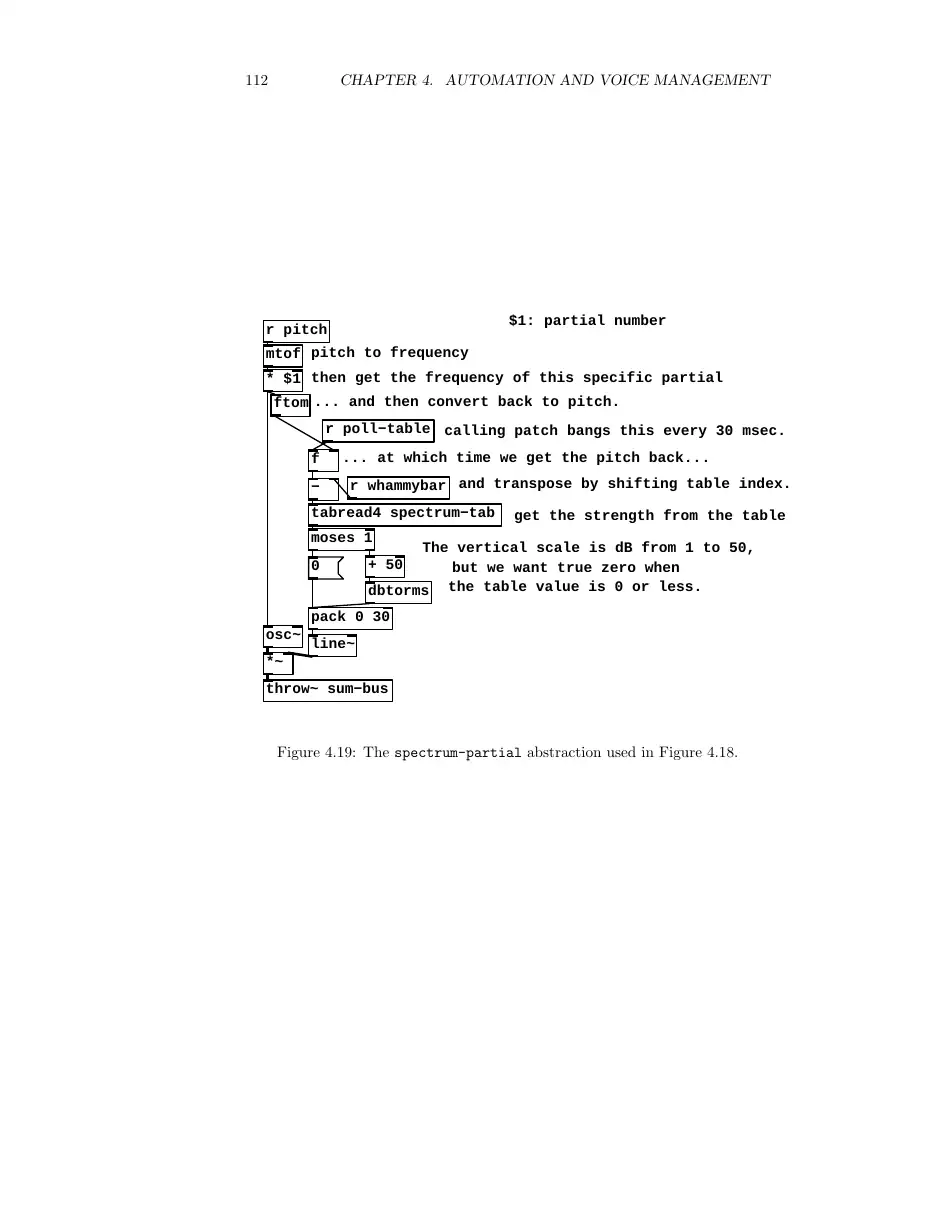 112 CHAPTER 4. AUTOMATION AND VOICE MANAGEMENT
$1: partial number
r pitch
mtof pitch to frequency
* $1 then get the frequency of this specific partial
ftom ... and then convert back to pitch.
r poll−table calling patch bangs this every 30 msec.
f ... at which time we get the pitch back...
− r whammybar and transpose by shifting table index.
tabread4 spectrum−tab get the strength from the table
moses 1
The vertical scale is dB from 1 to 50,
0 + 50 but we want true zero when
dbtorms the table value is 0 or less.
pack 0 30
osc~ line~
*~
throw~ sum−bus
Figure 4.19: The spectrum-partial abstraction used in Figure 4.18.